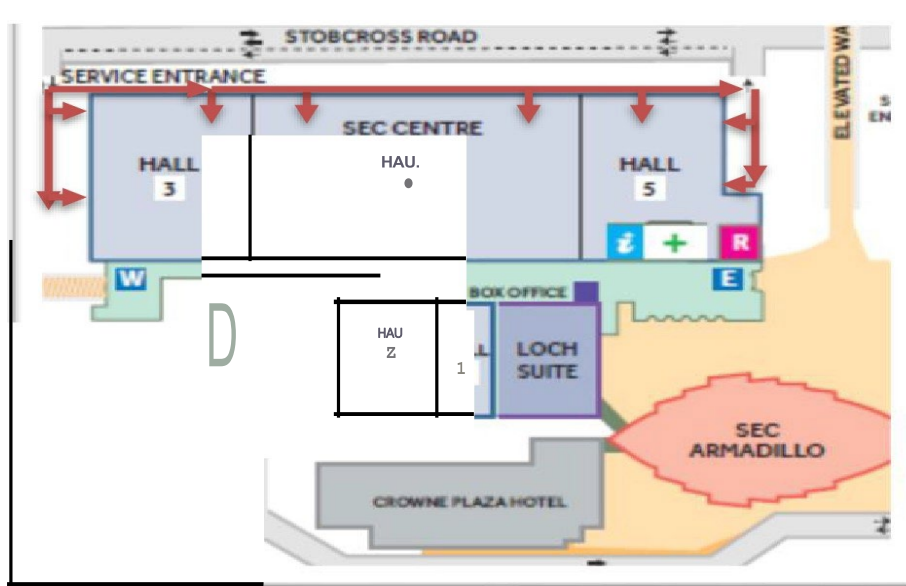 STOBCROSS ROAD
SERVICE ENTRANCE
ELEVATED WA
S
EN
SEC CENTRE
HALL
3
HAU.
•
HALL
5
i
+
R
W
E
BOX OFFICE
D
HAU
Z
1
LOCH
SUITE
SEC
ARMADILLO
CROWNE PLAZA HOTEL